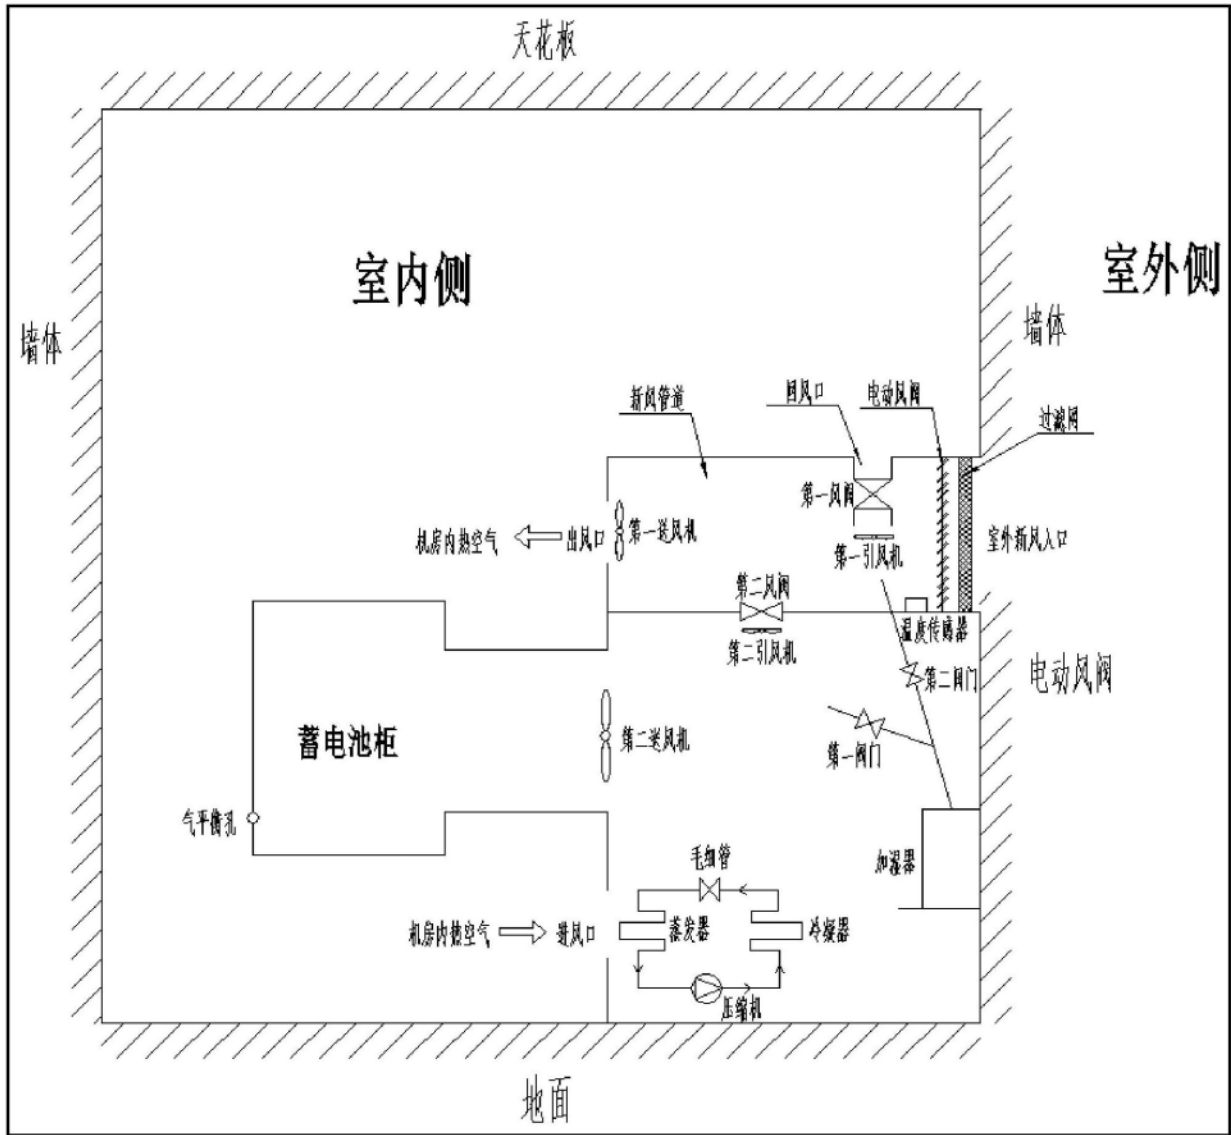 天花板
室内侧
室外侧
墙体
墙体
新风管道
回风口
电动风阀
过滤网
第一风阀
机房内热空气
出风口
第一送风机
第一引风机
室外新风入口
第二风阀
温度传感器
第二引风机
第二阀门
电动风阀
蓄电池柜
第二送风机
第一阀门
气平衡孔
毛细管
加湿器
机房内热空气
进风口
蒸发器
冷凝器
压缩机
地面